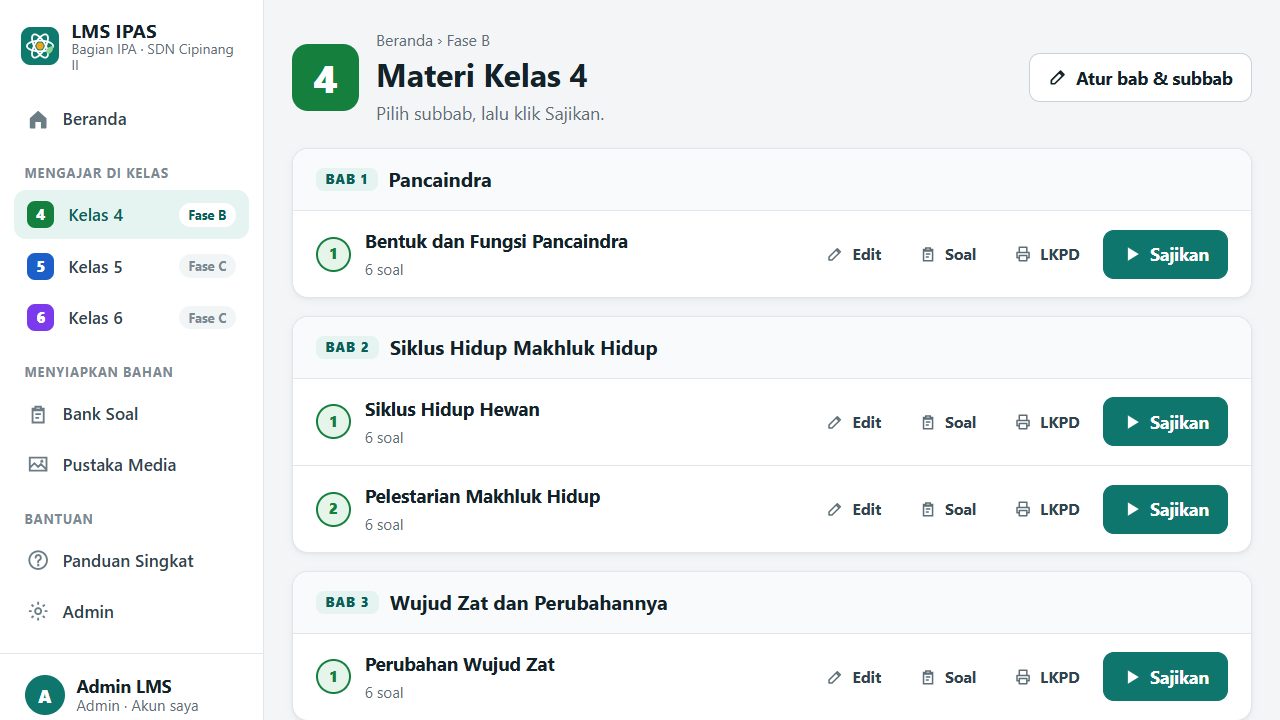 LMS IPAS
Bagian IPA · SDN Cipinang
II
Beranda
MENGAJAR DI KELAS
4 Kelas 4 Fase B
5 Kelas 5 Fase C
6 Kelas 6 Fase C
MENYIAPKAN BAHAN
Bank Soal
Pustaka Media
BANTUAN
Panduan Singkat
Admin
A Admin LMS
Admin · Akun saya
Beranda › Fase B
4 Materi Kelas 4
Pilih subbab, lalu klik Sajikan.
Atur bab & subbab
BAB 1 Pancaindra
1 Bentuk dan Fungsi Pancaindra
6 soal
Edit Soal LKPD Sajikan
BAB 2 Siklus Hidup Makhluk Hidup
1 Siklus Hidup Hewan
6 soal
Edit Soal LKPD Sajikan
2 Pelestarian Makhluk Hidup
6 soal
Edit Soal LKPD Sajikan
BAB 3 Wujud Zat dan Perubahannya
1 Perubahan Wujud Zat
6 soal
Edit Soal LKPD Sajikan